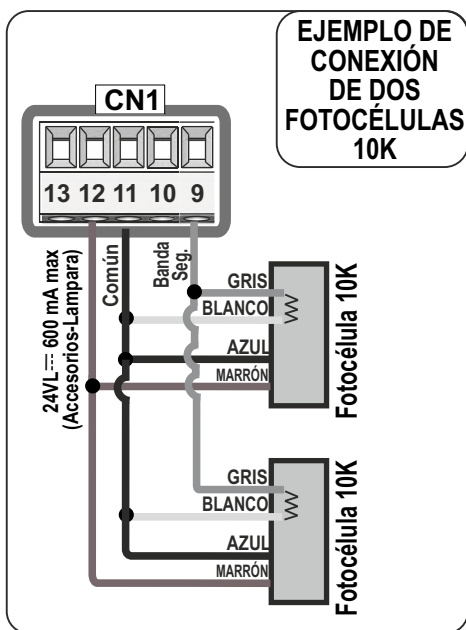 EJEMPLO DE
CONEXIÓN
DE DOS
FOTOCÉLULAS
10K
CN1
13 12 11 10 9
24VL⎓ 600 mA max
(Accesorios-Lampara)
Común
Banda
Seg.
GRIS
BLANCO
AZUL
MARRÓN
Fotocélula 10K
GRIS
BLANCO
AZUL
MARRÓN
Fotocélula 10K